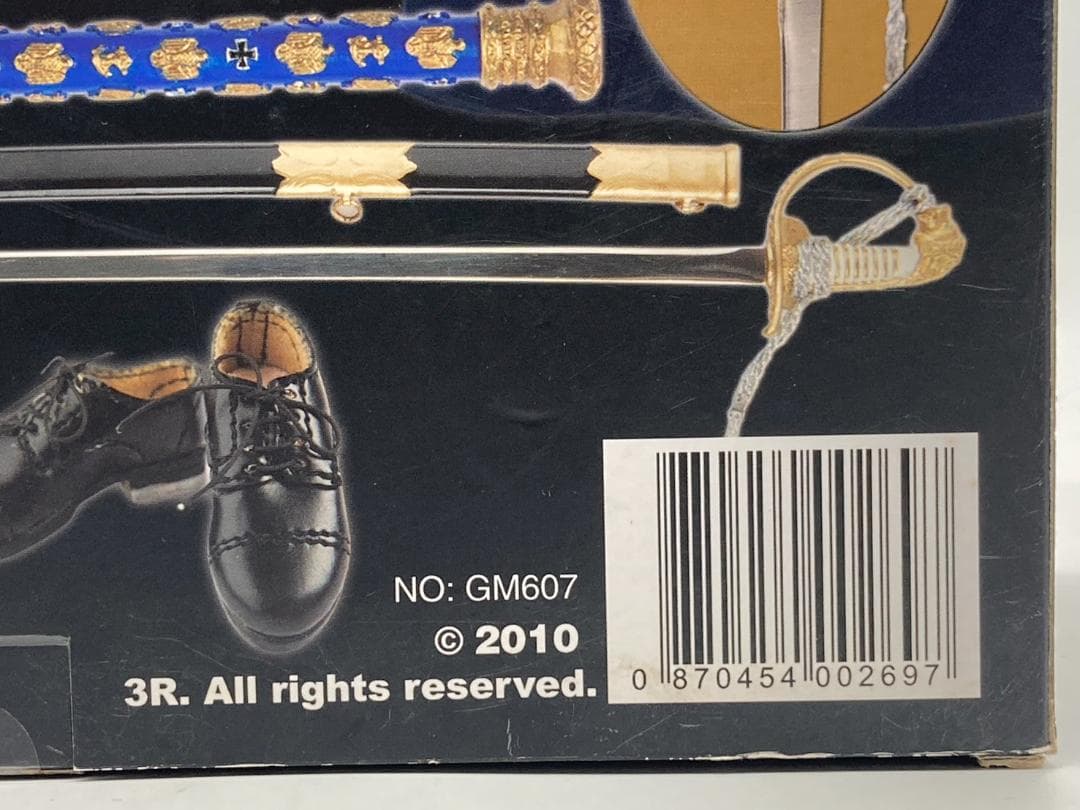 NO: GM607
© 2010
3R. All rights reserved.
0 870454 002697